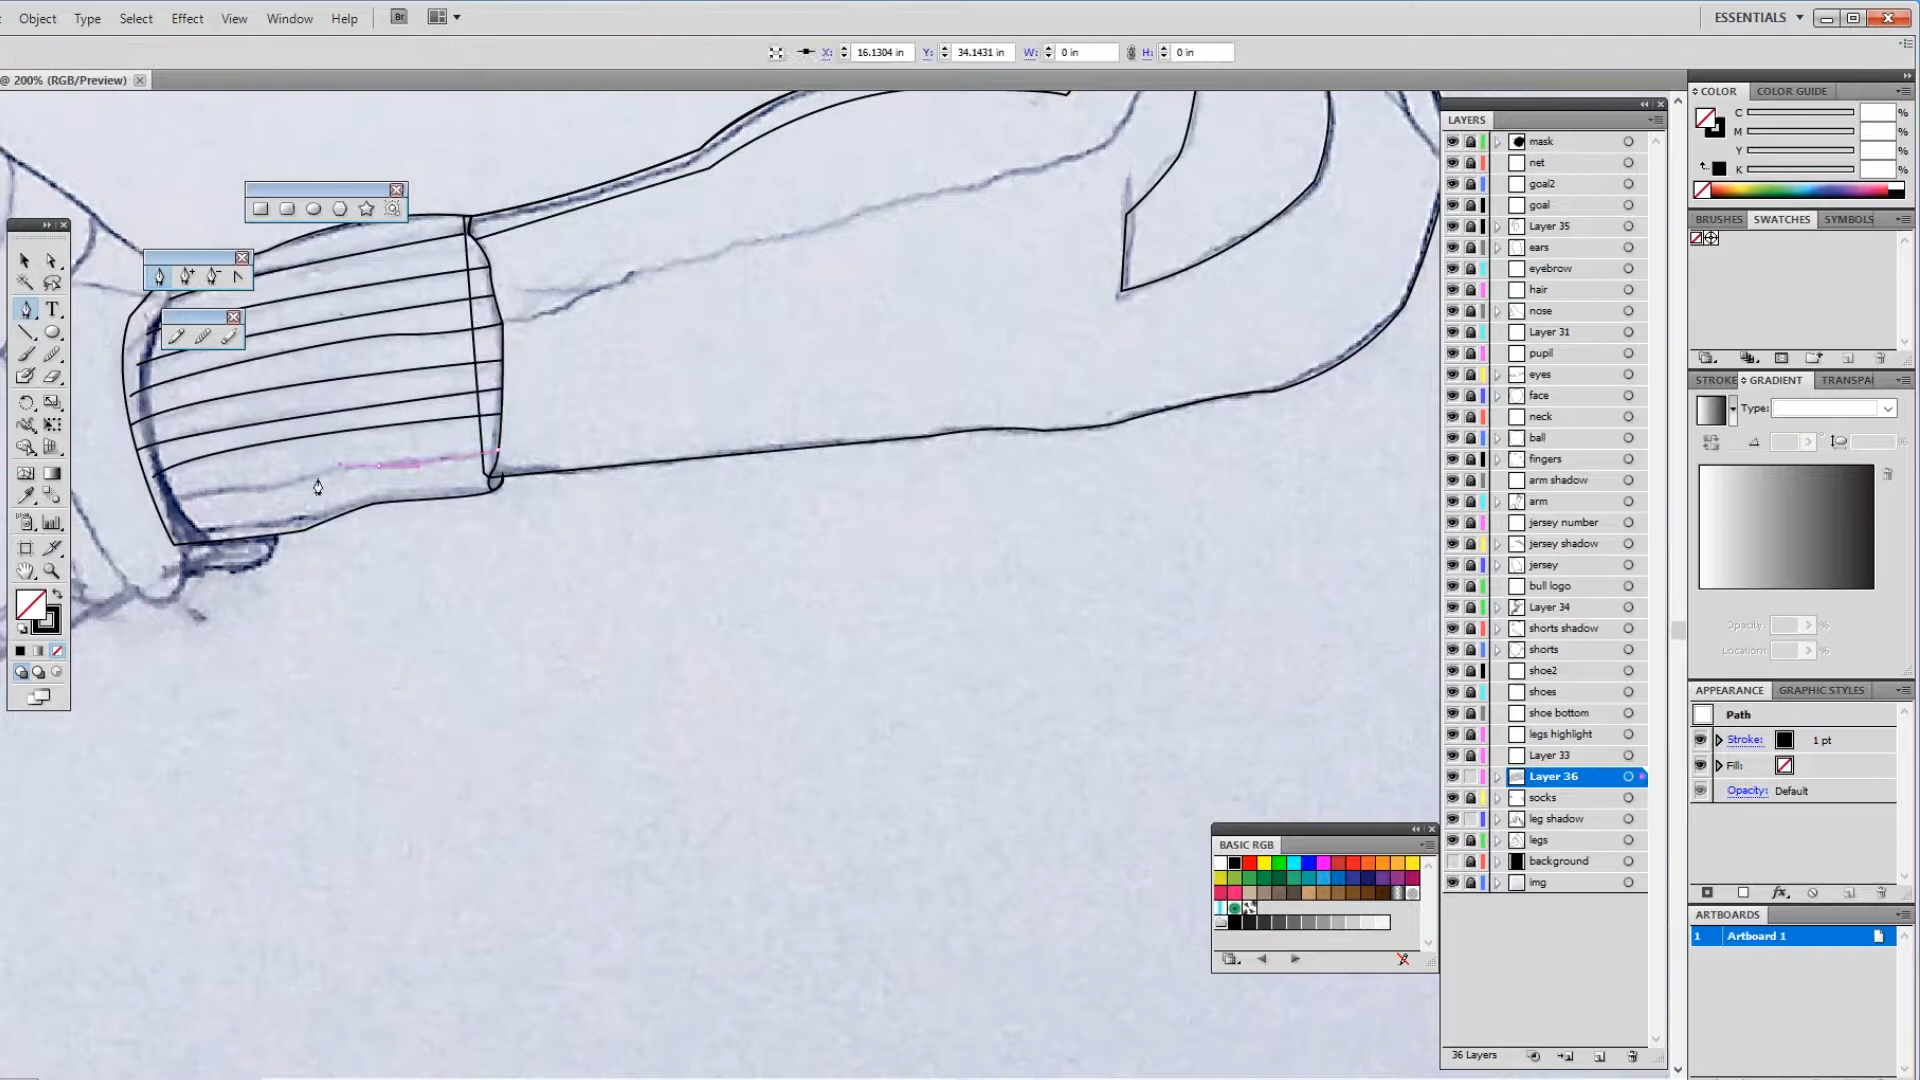 Object Type Select Effect View Window Help Br ESSENTIALS
X: 16.1304 in Y: 34.1431 in W: 0 in H: 0 in
@ 200% (RGB/Preview)
LAYERS
mask
net
goal2
goal
Layer 35
ears
eyebrow
hair
nose
Layer 31
pupil
eyes
face
neck
ball
fingers
arm shadow
arm
jersey number
jersey shadow
jersey
bull logo
Layer 34
shorts shadow
shorts
shoe2
shoes
shoe bottom
legs highlight
Layer 33
Layer 36
socks
leg shadow
legs
background
img
36 Layers
BASIC RGB
COLOR COLOR GUIDE
C %
M %
Y %
K %
BRUSHES SWATCHES SYMBOLS
STROKE GRADIENT TRANSPA
Type:
Opacity: %
Location: %
APPEARANCE GRAPHIC STYLES
Path
Stroke: 1 pt
Fill:
Opacity: Default
ARTBOARDS
1 Artboard 1